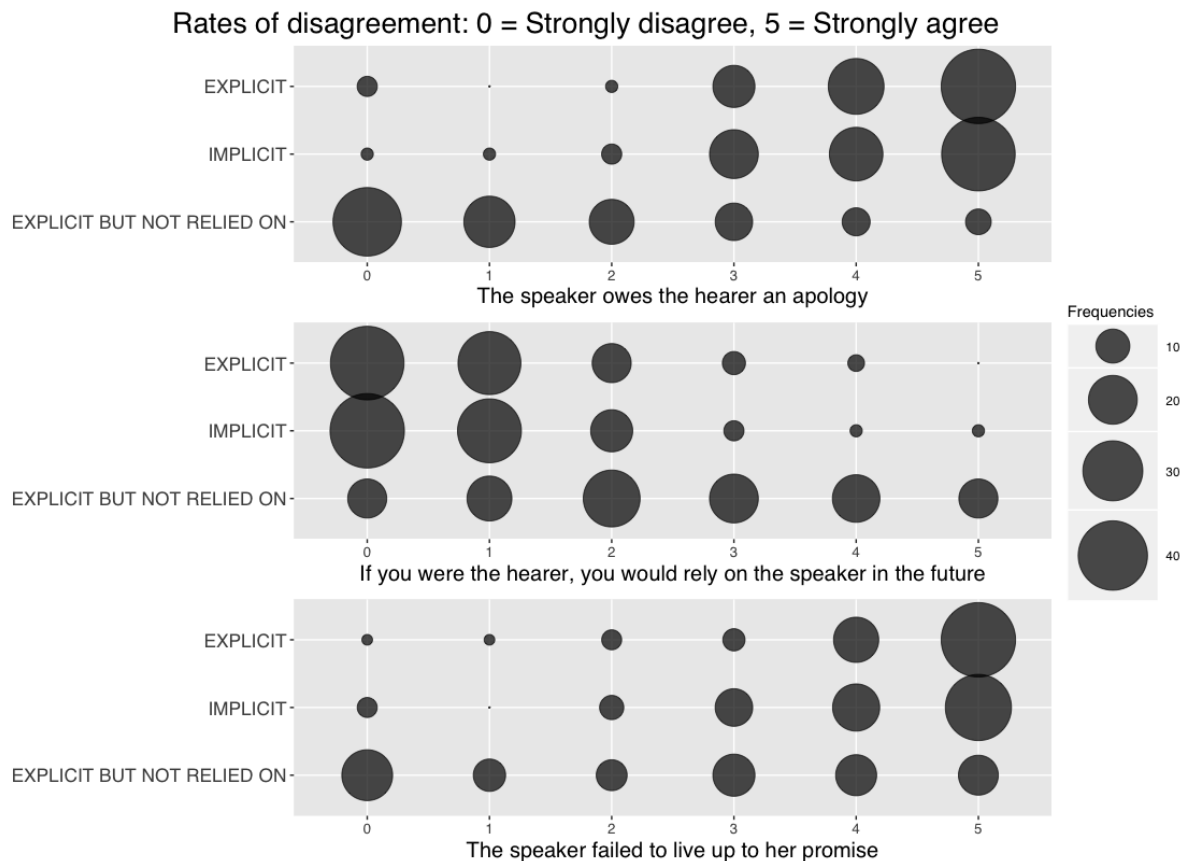 Rates of disagreement: 0 = Strongly disagree, 5 = Strongly agree
EXPLICIT
IMPLICIT
EXPLICIT BUT NOT RELIED ON
0 1 2 3 4 5
The speaker owes the hearer an apology
EXPLICIT
IMPLICIT
EXPLICIT BUT NOT RELIED ON
0 1 2 3 4 5
If you were the hearer, you would rely on the speaker in the future
EXPLICIT
IMPLICIT
EXPLICIT BUT NOT RELIED ON
0 1 2 3 4 5
The speaker failed to live up to her promise
Frequencies
10
20
30
40